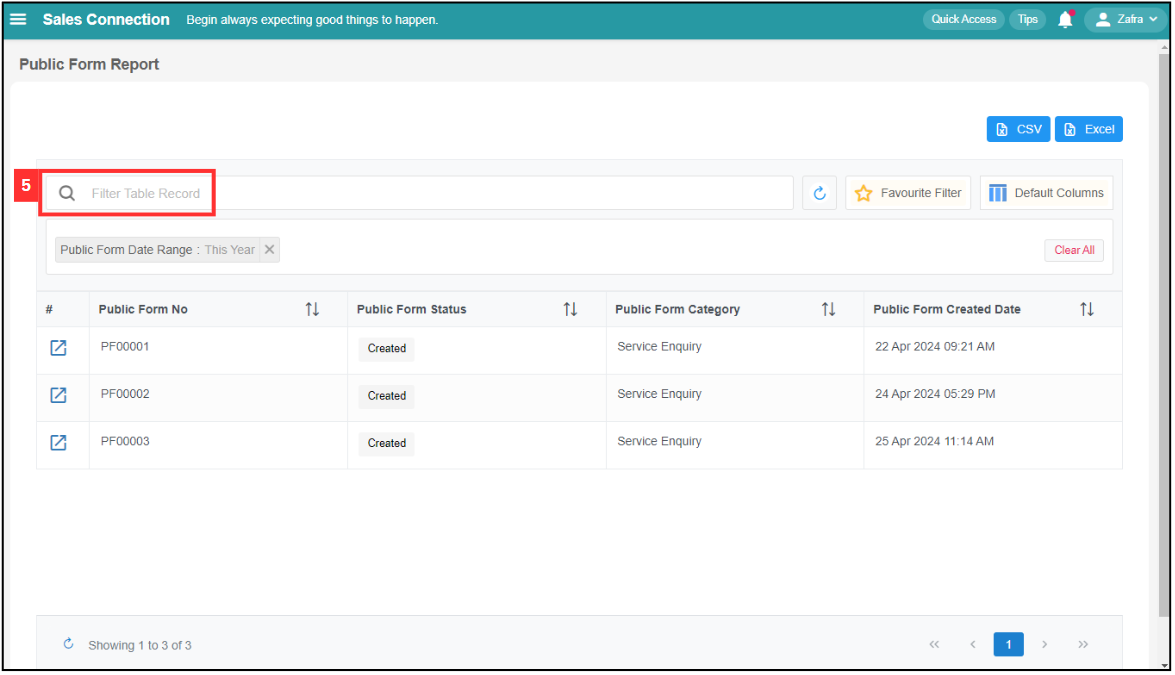 Sales Connection Begin always expecting good things to happen. Quick Access Tips Zafra
Public Form Report
CSV Excel
5 Filter Table Record Favourite Filter Default Columns
Public Form Date Range : This Year Clear All
# Public Form No Public Form Status Public Form Category Public Form Created Date
PF00001 Created Service Enquiry 22 Apr 2024 09:21 AM
PF00002 Created Service Enquiry 24 Apr 2024 05:29 PM
PF00003 Created Service Enquiry 25 Apr 2024 11:14 AM
Showing 1 to 3 of 3 1